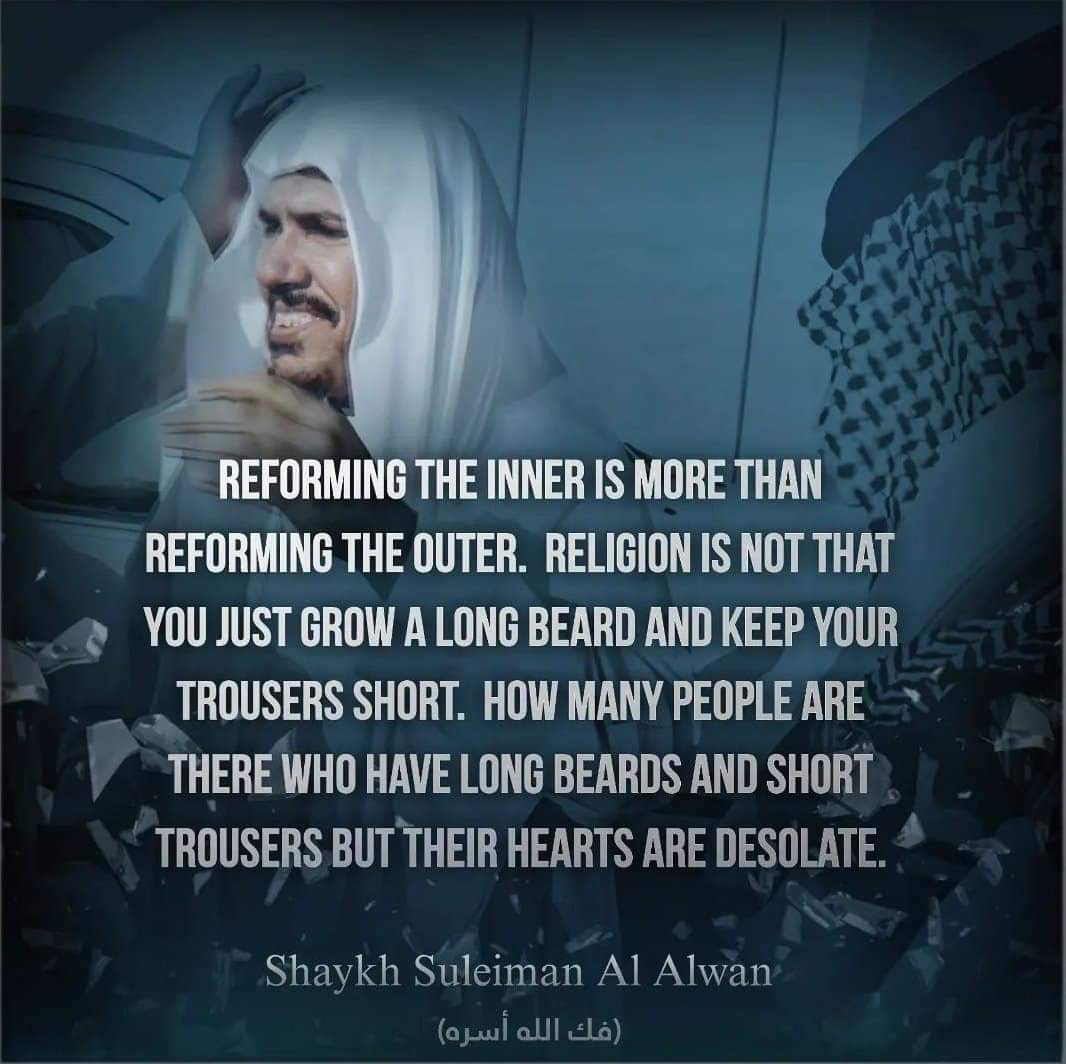 REFORMING THE INNER IS MORE THAN
REFORMING THE OUTER. RELIGION IS NOT THAT
YOU JUST GROW A LONG BEARD AND KEEP YOUR
TROUSERS SHORT. HOW MANY PEOPLE ARE
THERE WHO HAVE LONG BEARDS AND SHORT
TROUSERS BUT THEIR HEARTS ARE DESOLATE.
Shaykh Suleiman Al Alwan
(فك الله أسره)